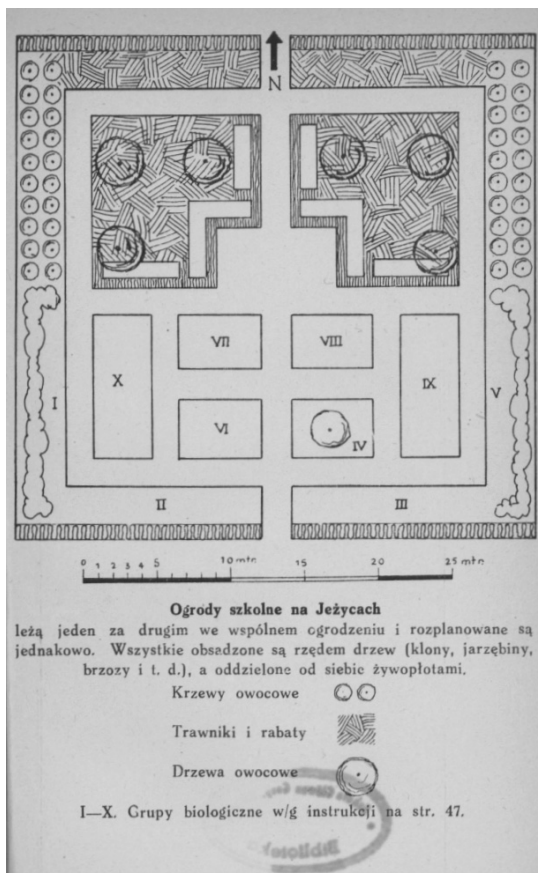 N
VII
VIII
X
IX
I
V
VI
IV
II
III
0 1 2 3 4 5 10 mtr. 15 20 25 mtr.
Ogrody szkolne na Jeżycach
leżą jeden za drugim we wspólnem ogrodzeniu i rozplanowane są
jednakowo. Wszystkie obsadzone są rzędem drzew (klony, jarzębiny,
brzozy i t. d.), a oddzielone od siebie żywopłotami.
Krzewy owocowe
Trawniki i rabaty
Drzewa owocowe
I—X. Grupy biologiczne w/g instrukcji na str. 47.